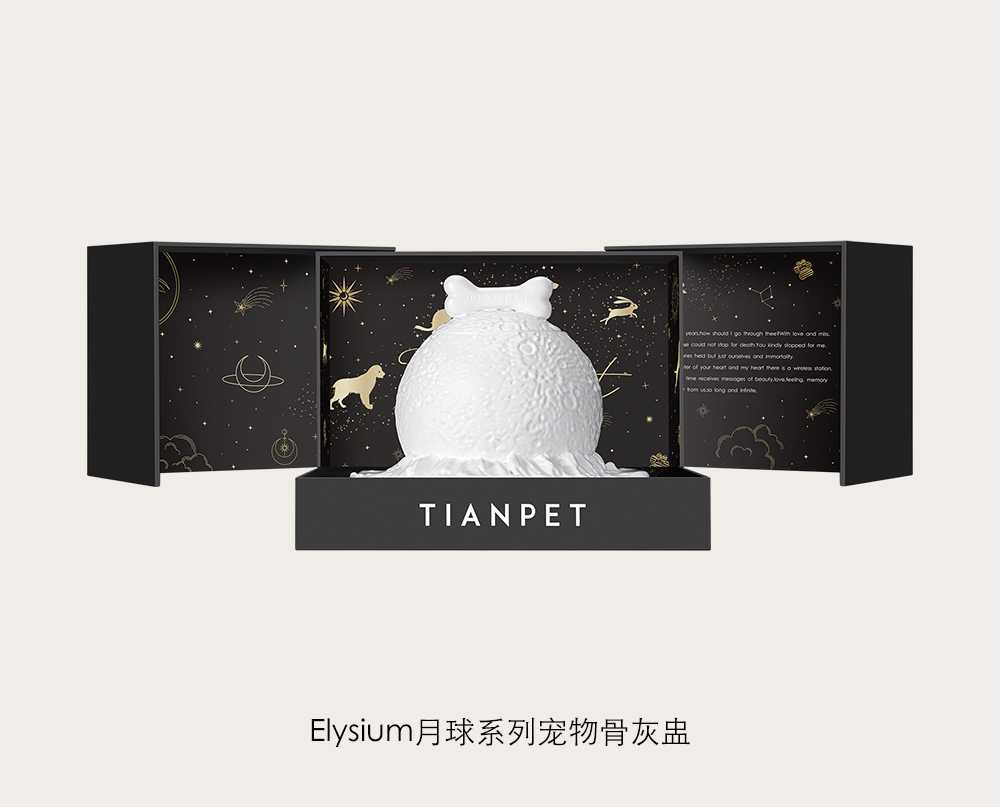 TIANPET
years,how should I go through thee?With love and miss.
could not stop for death.You kindly stopped for me.
held but just ourselves and immortality.
of your heart and my heart there is a wireless station.
time receives messages of beauty,love,feeling, memory
from us.so long and infinite.
TIANPET
Elysium月球系列宠物骨灰盅